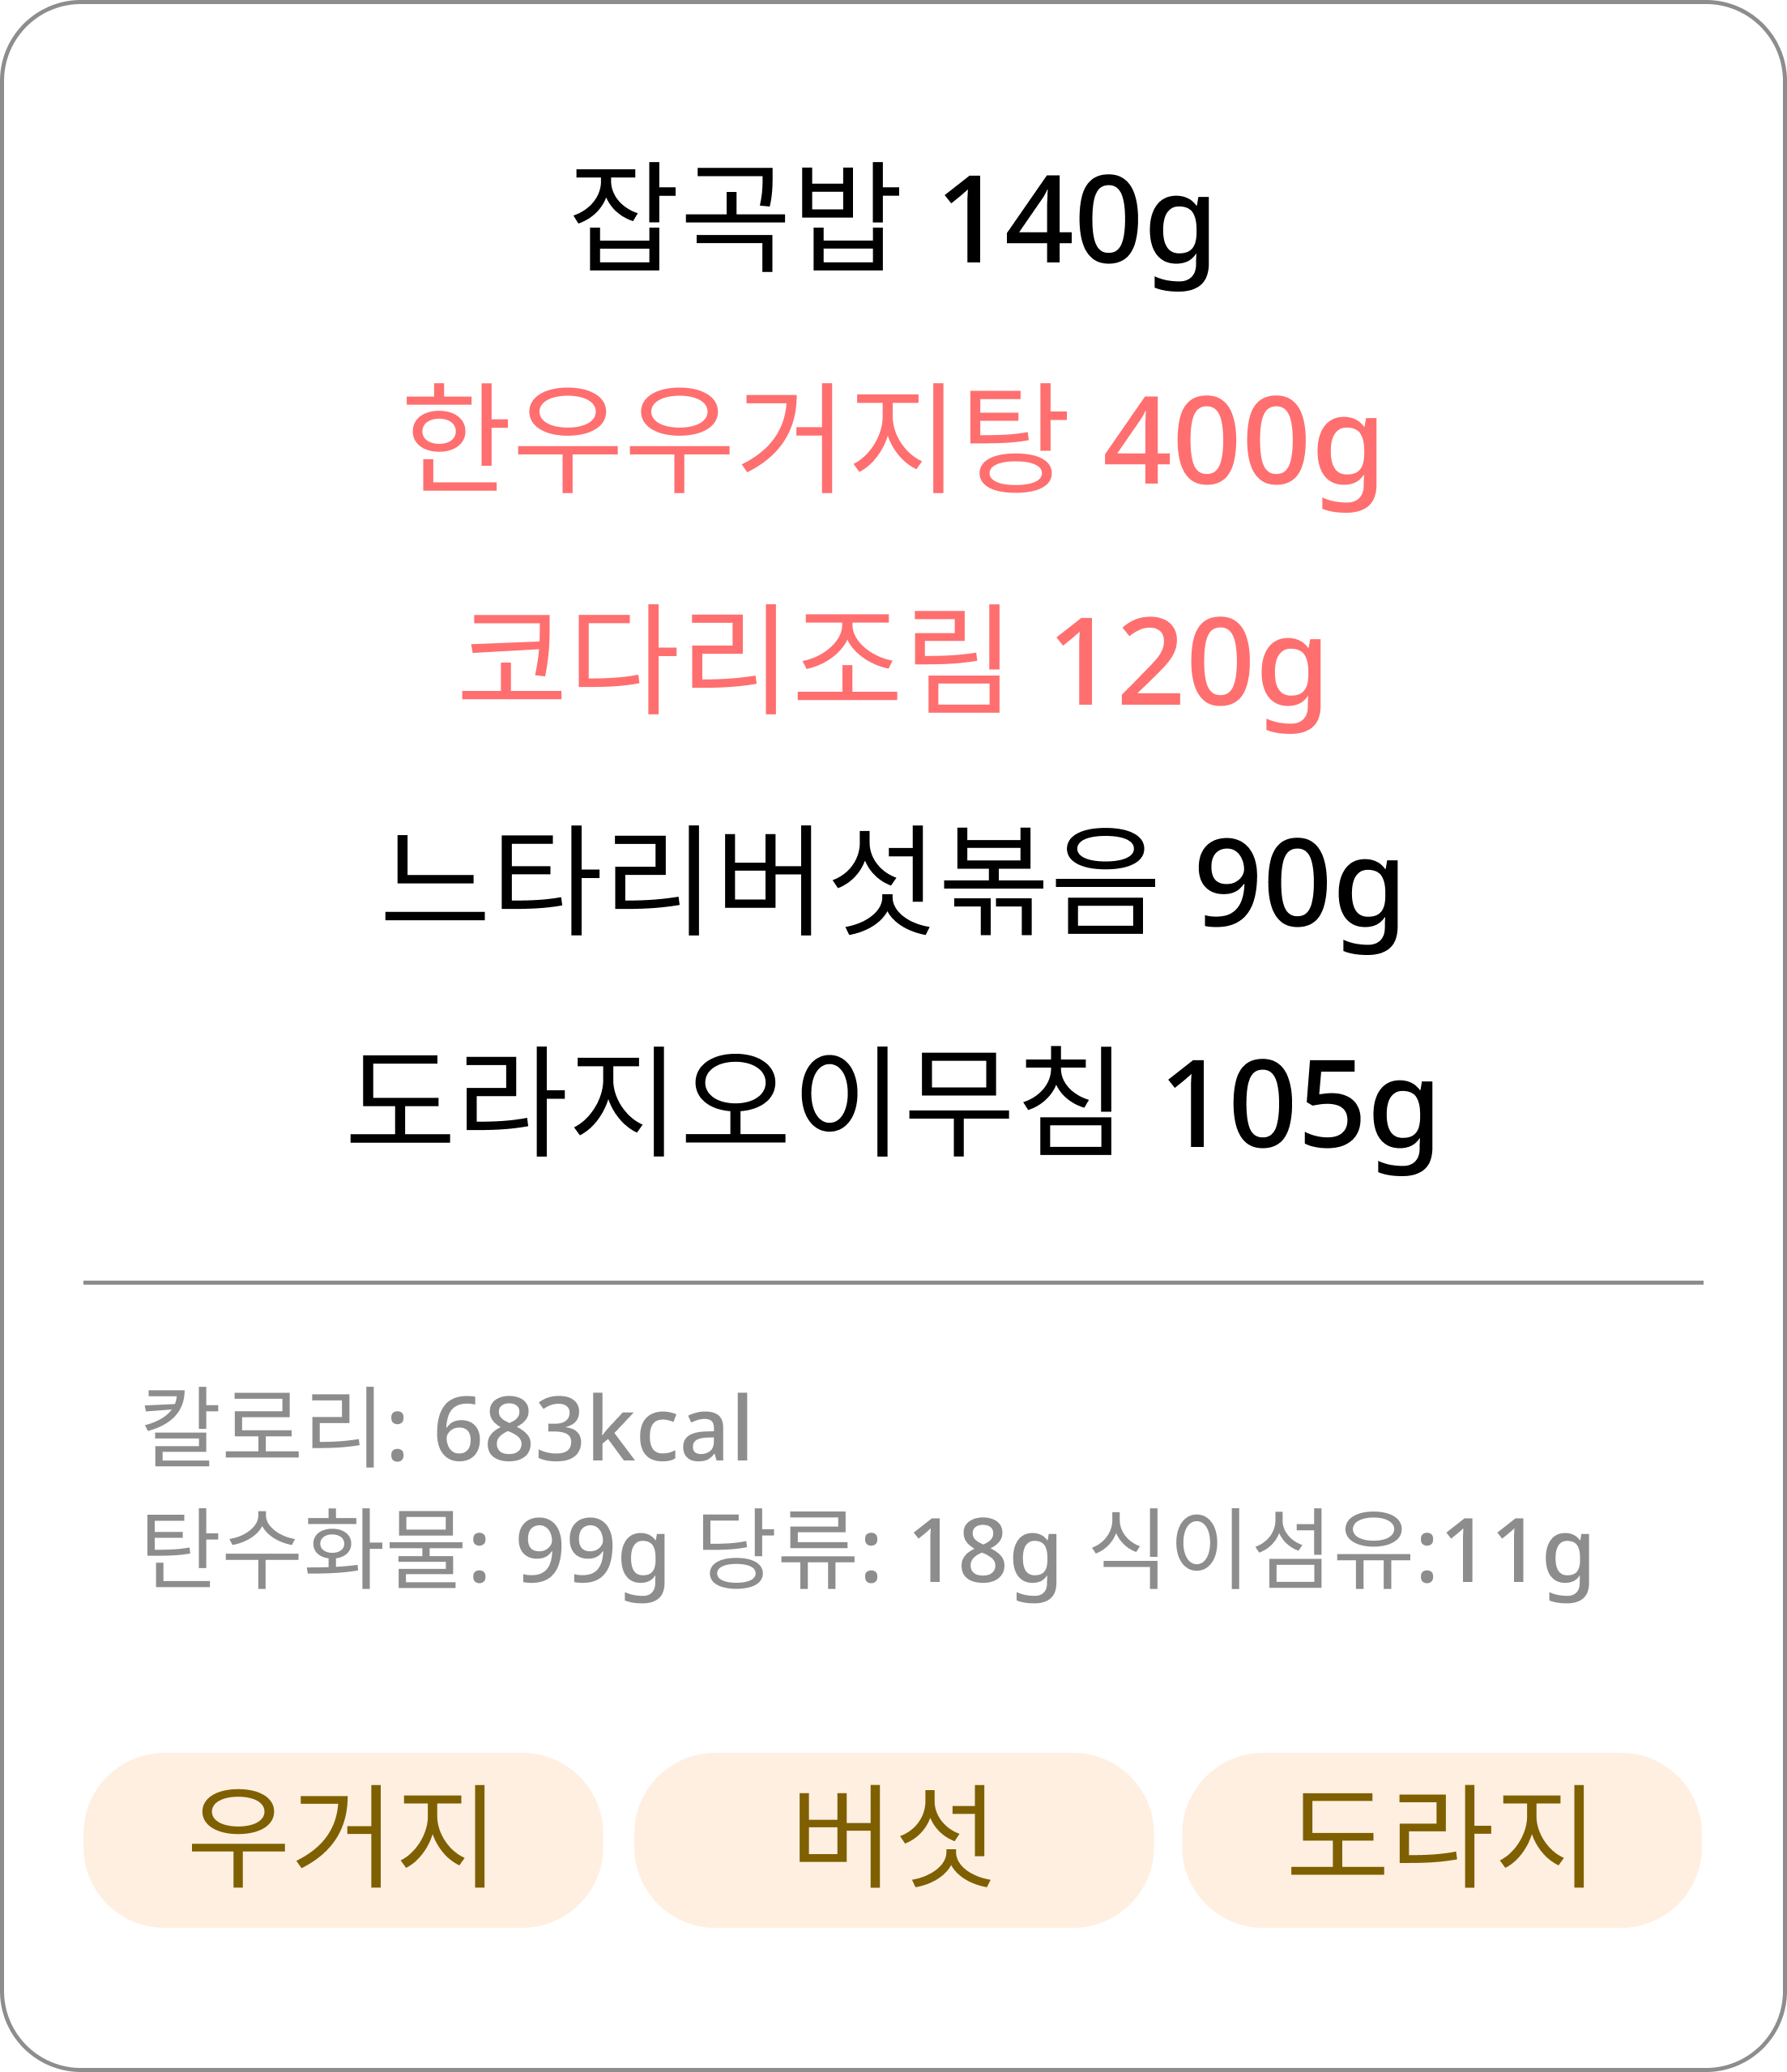 잡곡밥 140g
한우우거지탕 400g
코다리조림 120g
느타리버섯볶음 90g
도라지오이무침 105g
칼로리: 683kcal
탄수화물: 99g 당류: 18g 식이섬유:11g
우거지 버섯 도라지